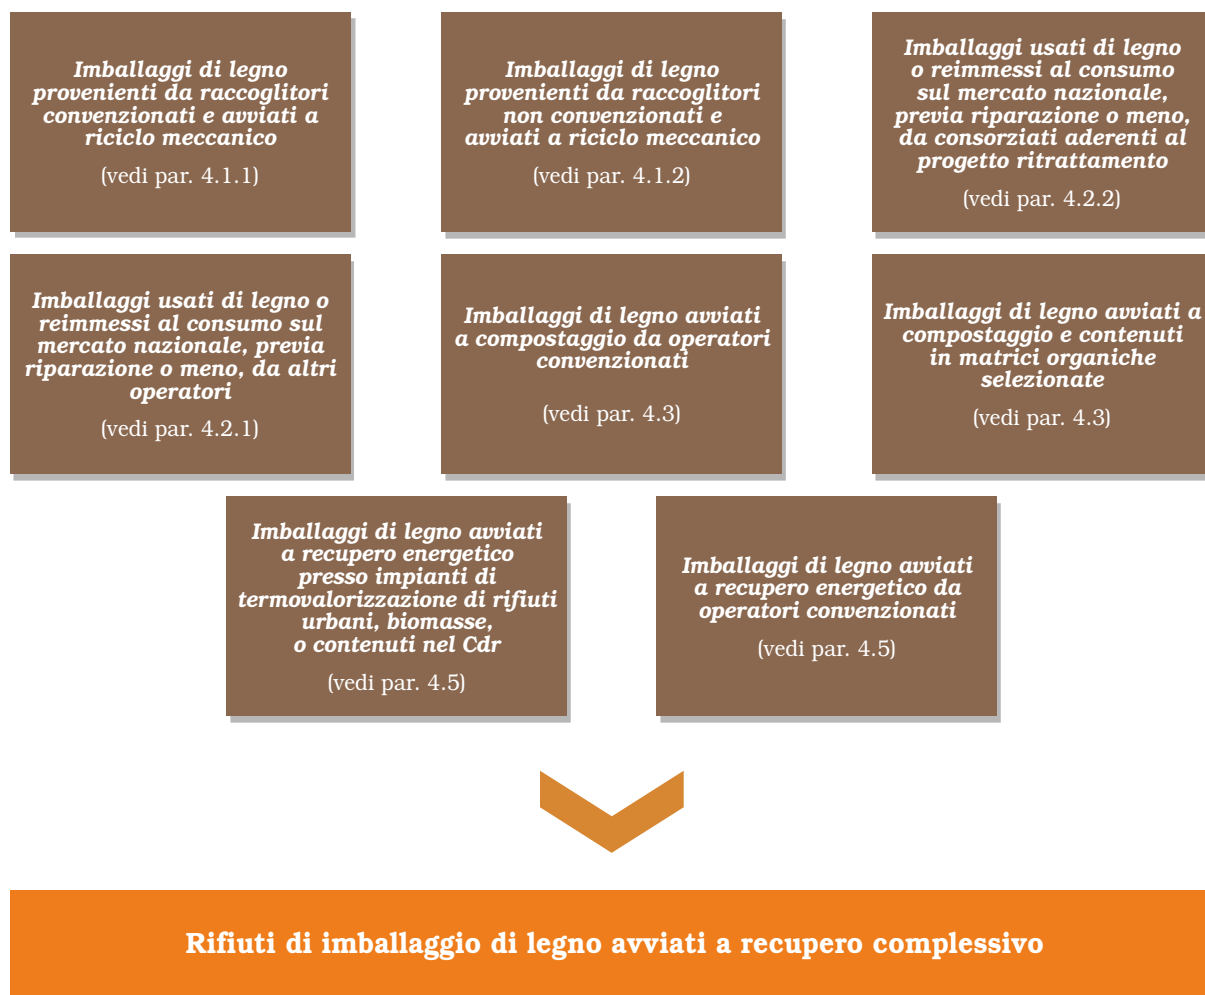 Imballaggi di legno
provenienti da raccoglitori
convenzionati e avviati a
riciclo meccanico
(vedi par. 4.1.1)
Imballaggi di legno
provenienti da raccoglitori
non convenzionati e
avviati a riciclo meccanico
(vedi par. 4.1.2)
Imballaggi usati di legno
o reimmessi al consumo
sul mercato nazionale,
previa riparazione o meno,
da consorziati aderenti al
progetto ritrattamento
(vedi par. 4.2.2)
Imballaggi usati di legno o
reimmessi al consumo sul
mercato nazionale, previa
riparazione o meno, da altri
operatori
(vedi par. 4.2.1)
Imballaggi di legno avviati
a compostaggio da operatori
convenzionati
(vedi par. 4.3)
Imballaggi di legno avviati a
compostaggio e contenuti
in matrici organiche
selezionate
(vedi par. 4.3)
Imballaggi di legno avviati
a recupero energetico
presso impianti di
termovalorizzazione di rifiuti
urbani, biomasse,
o contenuti nel Cdr
(vedi par. 4.5)
Imballaggi di legno avviati
a recupero energetico da
operatori convenzionati
(vedi par. 4.5)
Rifiuti di imballaggio di legno avviati a recupero complessivo